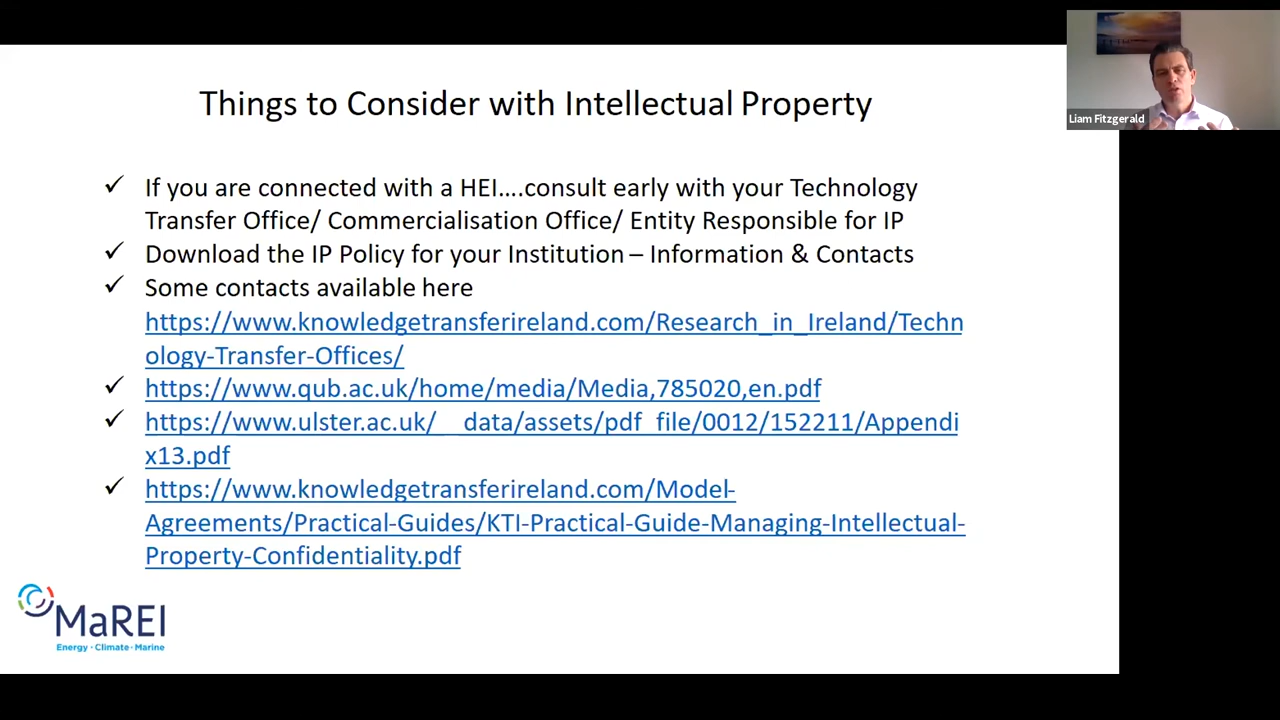 Things to Consider with Intellectual Property
Liam Fitzgerald
✓ If you are connected with a HEI....consult early with your Technology
Transfer Office/ Commercialisation Office/ Entity Responsible for IP
✓ Download the IP Policy for your Institution – Information & Contacts
✓ Some contacts available here
https://www.knowledgetransferireland.com/Research_in_Ireland/Techn
ology-Transfer-Offices/
✓ https://www.qub.ac.uk/home/media/Media,785020,en.pdf
✓ https://www.ulster.ac.uk/__data/assets/pdf_file/0012/152211/Appendi
x13.pdf
✓ https://www.knowledgetransferireland.com/Model-
Agreements/Practical-Guides/KTI-Practical-Guide-Managing-Intellectual-
Property-Confidentiality.pdf
MaREI
Energy · Climate · Marine